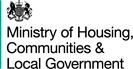 Ministry of Housing,
Communities &
Local Government